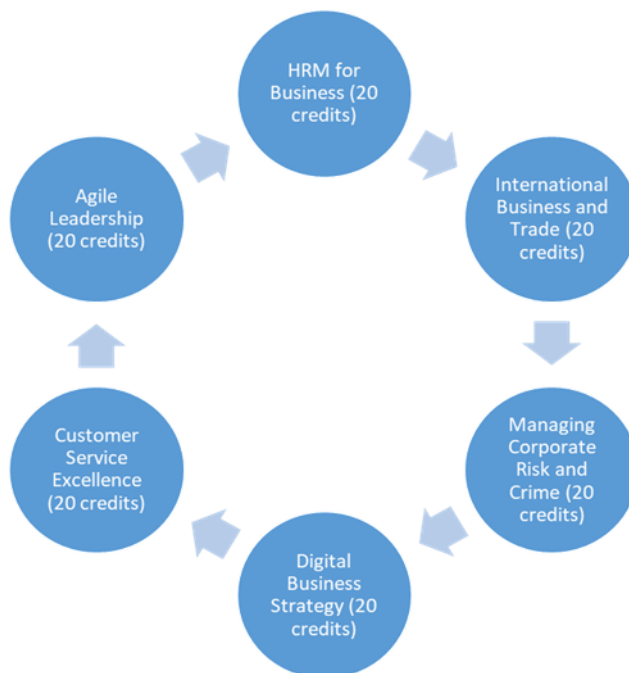 HRM for
Business (20
credits)
International
Business and
Trade (20
credits)
Managing
Corporate
Risk and
Crime (20
credits)
Digital
Business
Strategy (20
credits)
Customer
Service
Excellence
(20 credits)
Agile
Leadership
(20 credits)